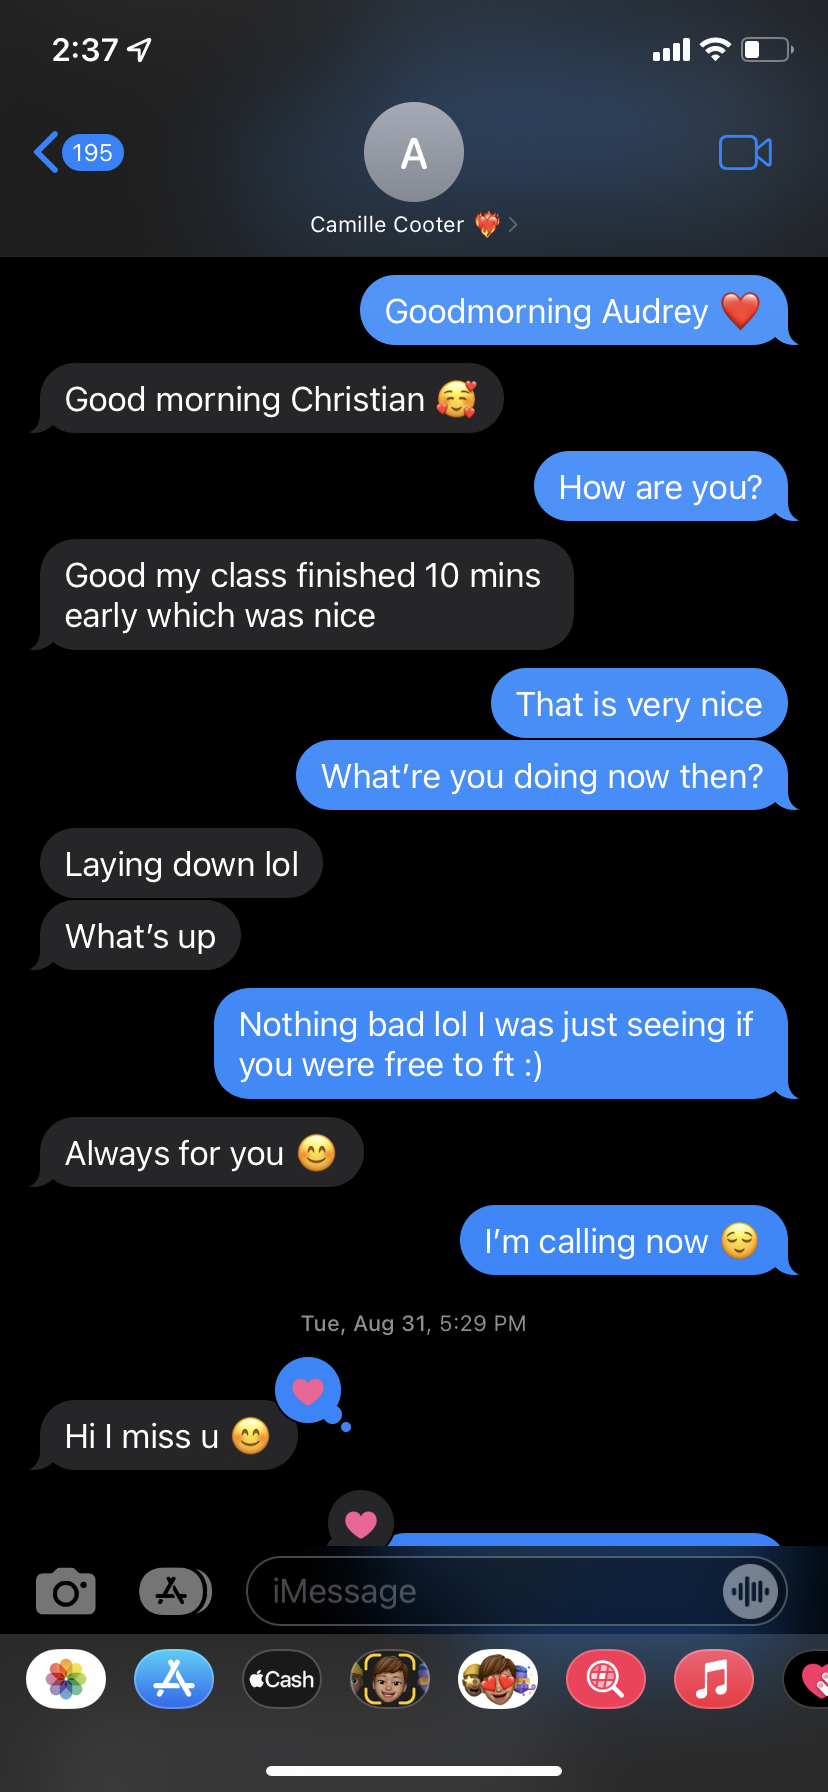 2:37
195
A
Camille Cooter ❤️‍🔥
Goodmorning Audrey ❤️
Good morning Christian 🥰
How are you?
Good my class finished 10 mins
early which was nice
That is very nice
What’re you doing now then?
Laying down lol
What’s up
Nothing bad lol I was just seeing if
you were free to ft :)
Always for you 😊
I’m calling now 😌
Tue, Aug 31, 5:29 PM
Hi I miss u 😊
iMessage
Cash